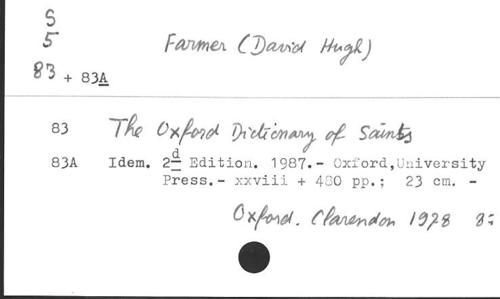 S
5
83 + 83A
Farmer (David Hugh)
83 The Oxford Dictionary of Saints
83A Idem. 2d Edition. 1987.- Oxford,University
Press.- xxviii + 480 pp.; 23 cm. -
Oxford. Clarendon 1978 8: